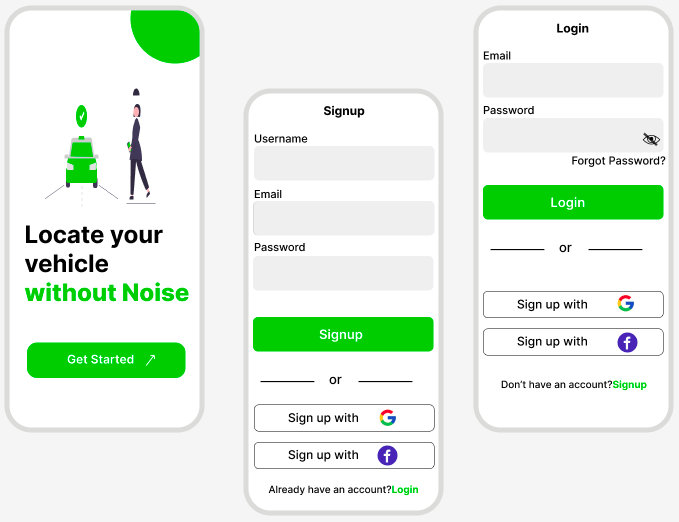 Locate your
vehicle
without Noise
Get Started
Signup
Username
Email
Password
Signup
or
Sign up with
Sign up with f
Already have an account?Login
Login
Email
Password
Forgot Password?
Login
or
Sign up with G
Sign up with f
Don't have an account?Signup